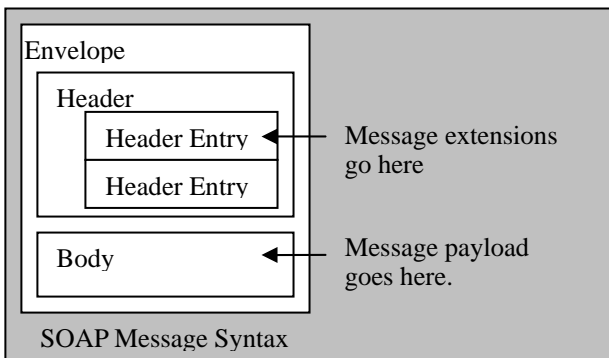 Envelope
Header
Header Entry
Header Entry
Message extensions
go here
Body
Message payload
goes here.
SOAP Message Syntax